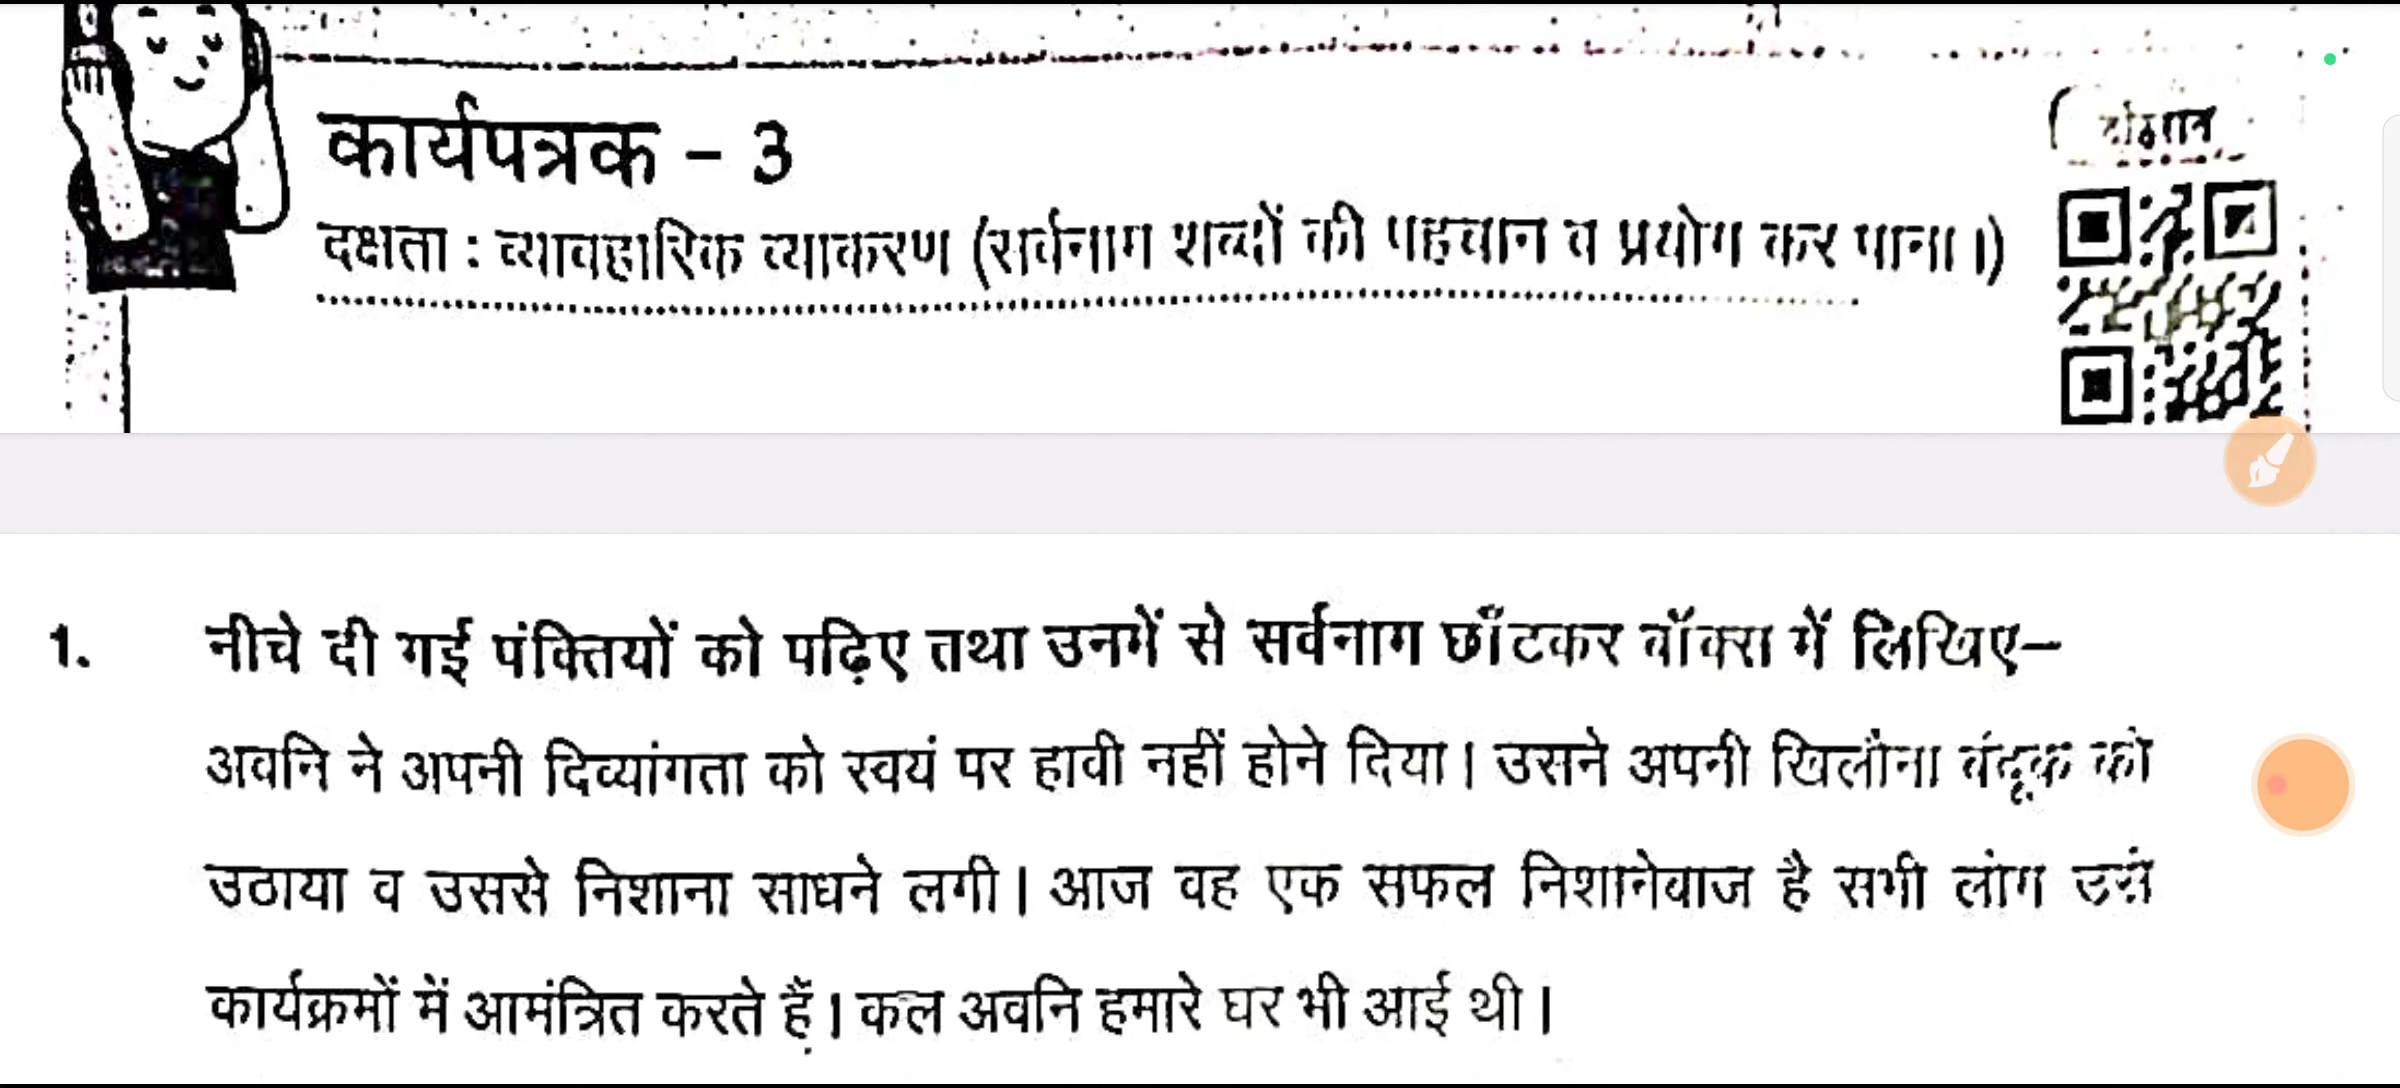 कार्यपत्रक - 3
दक्षता : व्यावहारिक व्याकरण (सर्वनाम शब्दों की पहचान व प्रयोग कर पाना।)
1. नीचे दी गई पंक्तियों को पढ़िए तथा उनमें से सर्वनाम छाँटकर बॉक्स में लिखिए–
अवनि ने अपनी दिव्यांगता को स्वयं पर हावी नहीं होने दिया। उसने अपनी खिलौना बंदूक को
उठाया व उससे निशाना साधने लगी। आज वह एक सफल निशानेबाज है सभी लोग उसे
कार्यक्रमों में आमंत्रित करते हैं। कल अवनि हमारे घर भी आई थी।